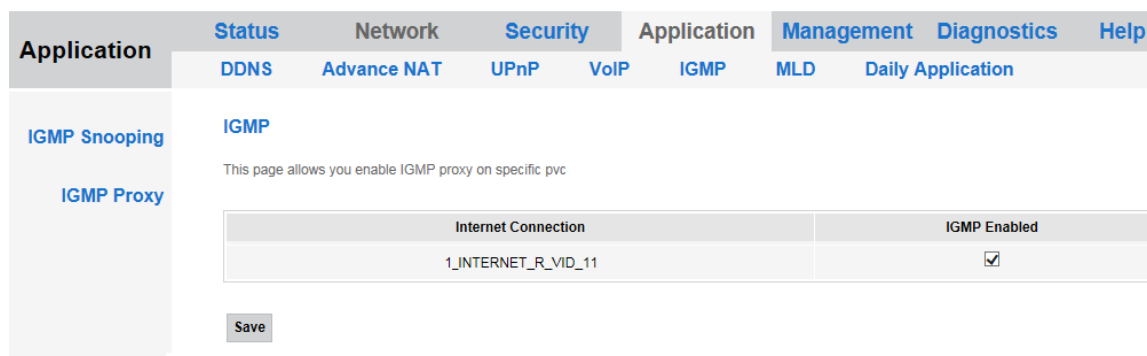 Application
Status Network Security Application Management Diagnostics Help
DDNS Advance NAT UPnP VoIP IGMP MLD Daily Application
IGMP Snooping
IGMP Proxy
IGMP
This page allows you enable IGMP proxy on specific pvc
Internet Connection IGMP Enabled
1_INTERNET_R_VID_11
Save